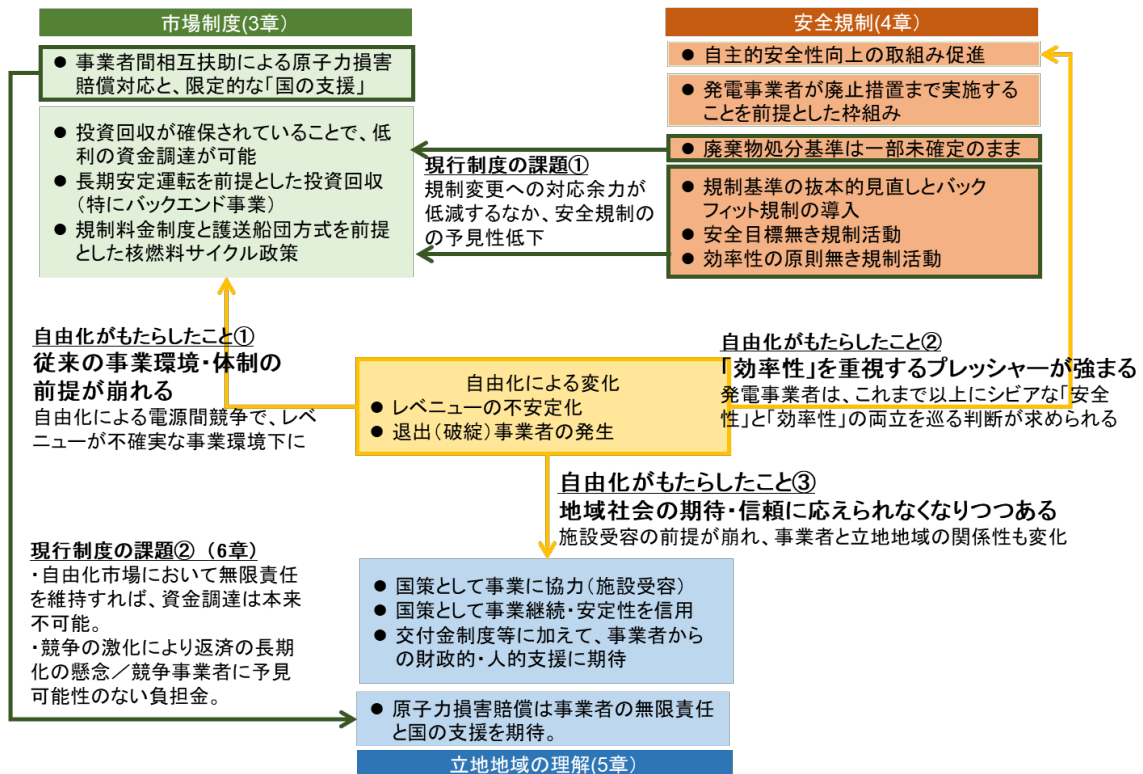 市場制度(3章)
● 事業者間相互扶助による原子力損害
賠償対応と、限定的な「国の支援」
● 投資回収が確保されていることで、低
利の資金調達が可能
● 長期安定運転を前提とした投資回収
(特にバックエンド事業)
● 規制料金制度と護送船団方式を前提
とした核燃料サイクル政策
安全規制(4章)
● 自主的安全性向上の取組み促進
● 発電事業者が廃止措置まで実施する
ことを前提とした枠組み
● 廃棄物処分基準は一部未確定のまま
● 規制基準の抜本的見直しとバック
フィット規制の導入
● 安全目標無き規制活動
● 効率性の原則無き規制活動
現行制度の課題①
規制変更への対応余力が
低減するなか、安全規制の
の予見性低下
自由化がもたらしたこと①
従来の事業環境・体制の
前提が崩れる
自由化による電源間競争で、レベ
ニューが不確実な事業環境下に
自由化による変化
● レベニューの不安定化
● 退出(破綻)事業者の発生
自由化がもたらしたこと②
「効率性」を重視するプレッシャーが強まる
発電事業者は、これまで以上にシビアな「安全
性」と「効率性」の両立を巡る判断が求められる
自由化がもたらしたこと③
地域社会の期待・信頼に応えられなくなりつつある
施設受容の前提が崩れ、事業者と立地地域の関係性も変化
現行制度の課題② (6章)
・自由化市場において無限責任
を維持すれば、資金調達は本来
不可能。
・競争の激化により返済の長期
化の懸念/競争事業者に予見
可能性のない負担金。
● 国策として事業に協力(施設受容)
● 国策として事業継続・安定性を信用
● 交付金制度等に加えて、事業者から
の財政的・人的支援に期待
● 原子力損害賠償は事業者の無限責任
と国の支援を期待。
立地地域の理解(5章)